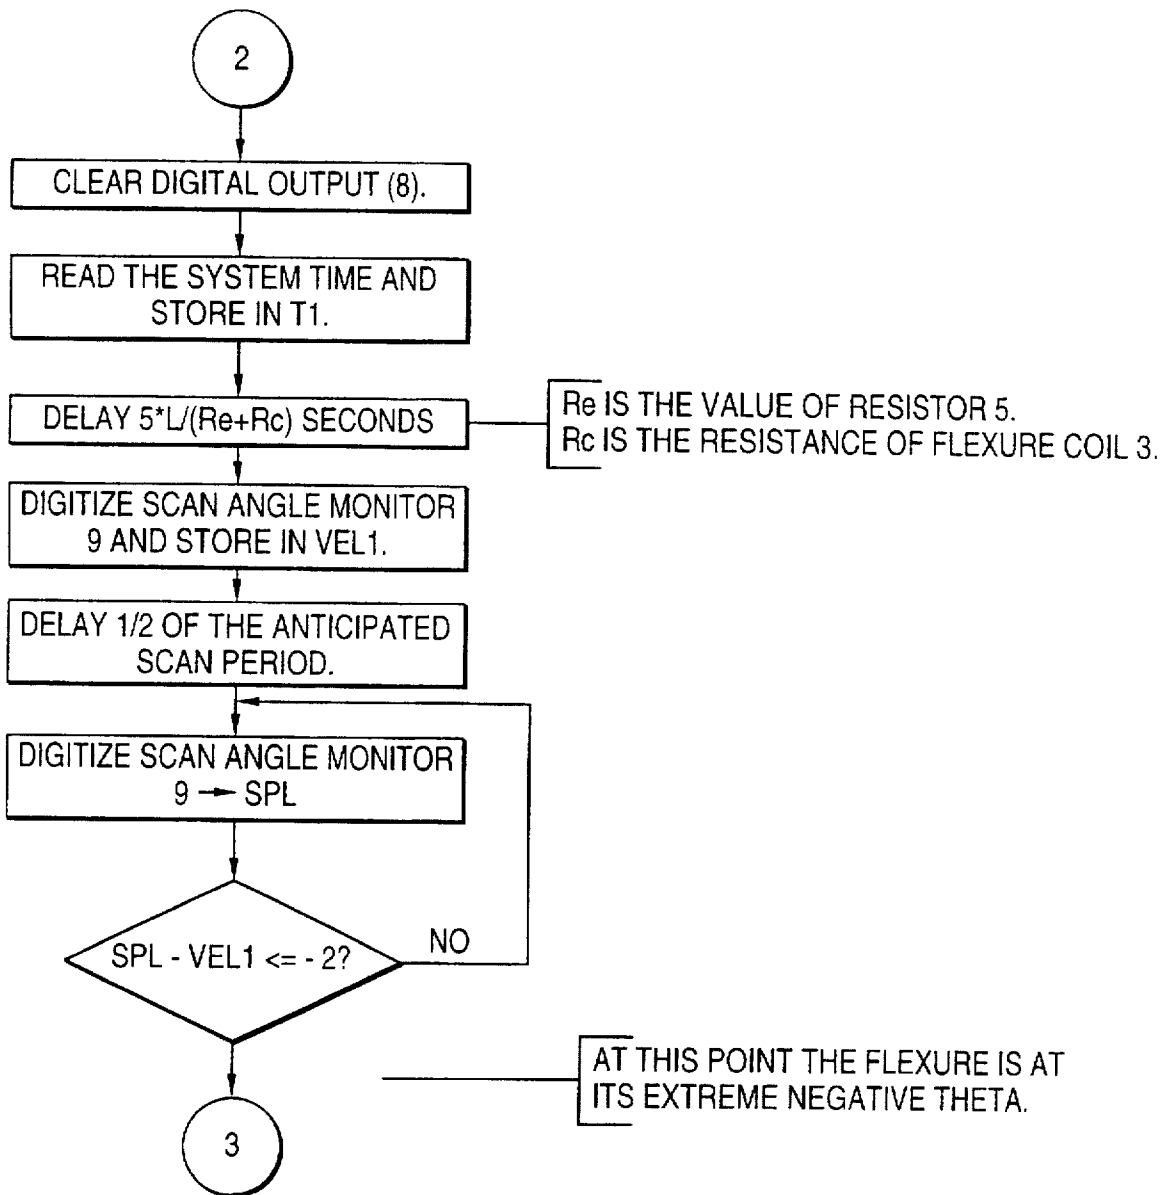 2
CLEAR DIGITAL OUTPUT (8).
READ THE SYSTEM TIME AND
STORE IN T1.
DELAY 5*L/(Re+Rc) SECONDS
Re IS THE VALUE OF RESISTOR 5.
Rc IS THE RESISTANCE OF FLEXURE COIL 3.
DIGITIZE SCAN ANGLE MONITOR
9 AND STORE IN VEL1.
DELAY 1/2 OF THE ANTICIPATED
SCAN PERIOD.
DIGITIZE SCAN ANGLE MONITOR
9 → SPL
SPL - VEL1 <= - 2?
NO
AT THIS POINT THE FLEXURE IS AT
ITS EXTREME NEGATIVE THETA.
3